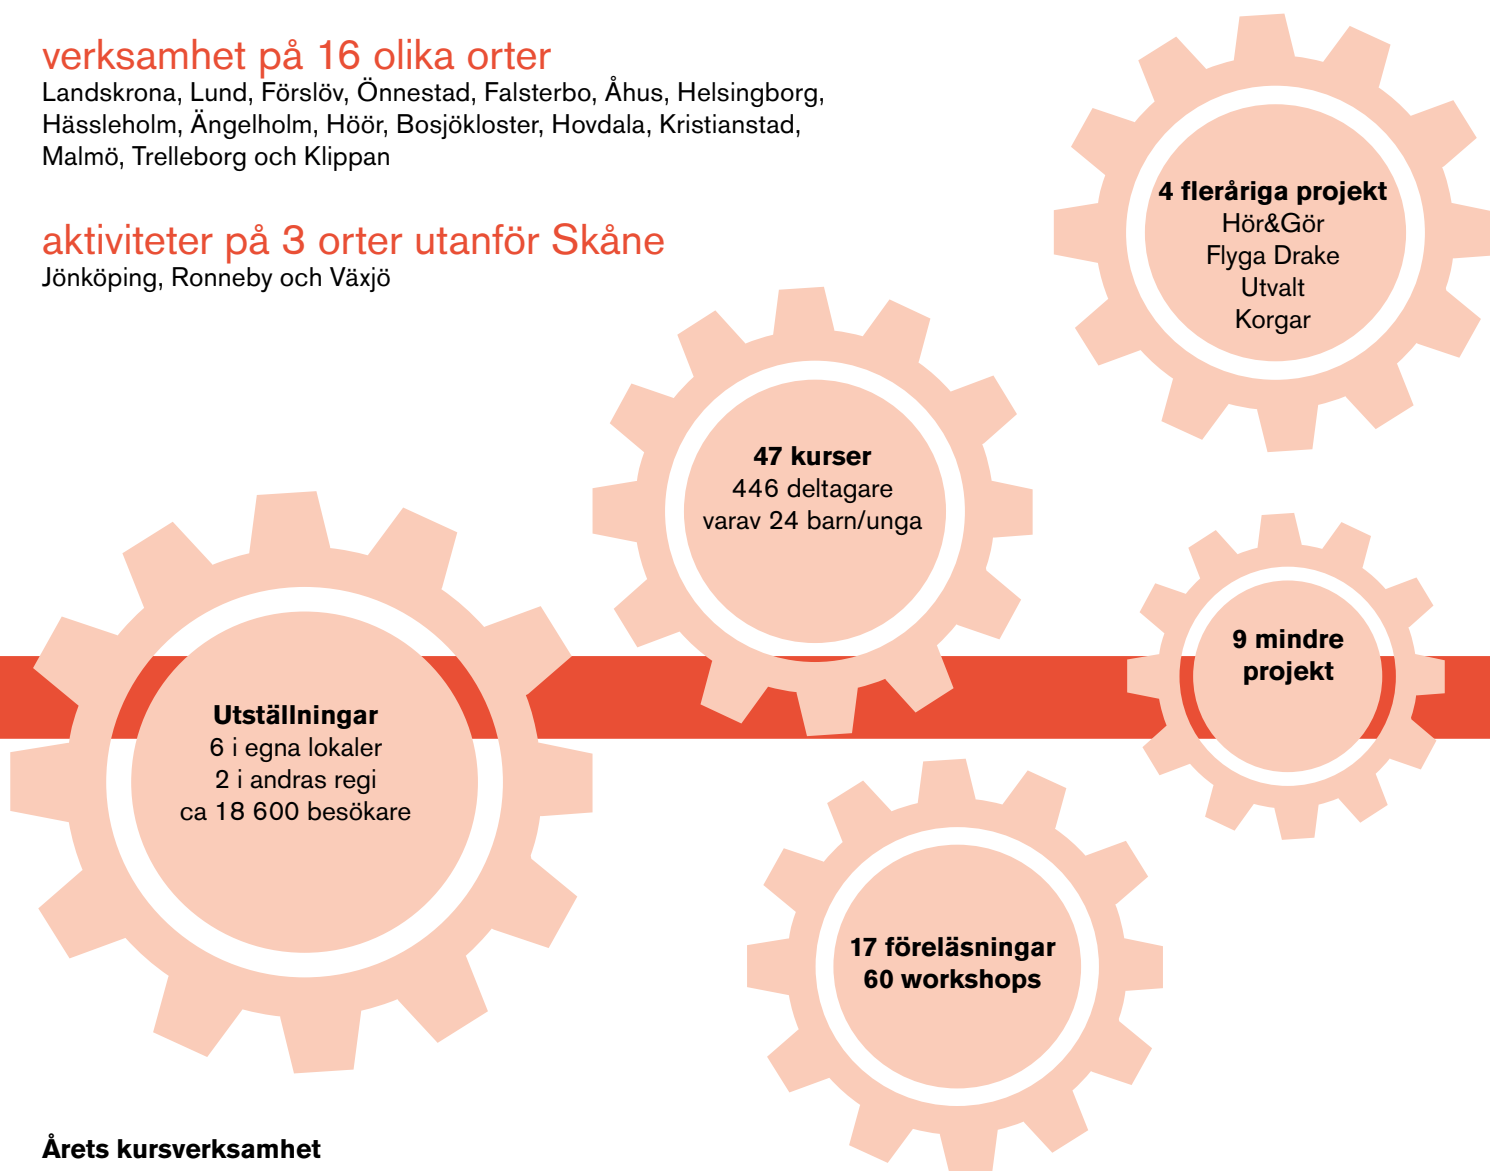 verksamhet på 16 olika orter
Landskrona, Lund, Förslöv, Önnestad, Falsterbo, Åhus, Helsingborg,
Hässleholm, Ängelholm, Höör, Bosjökloster, Hovdala, Kristianstad,
Malmö, Trelleborg och Klippan
aktiviteter på 3 orter utanför Skåne
Jönköping, Ronneby och Växjö
4 fleråriga projekt
Hör&Gör
Flyga Drake
Utvalt
Korgar
47 kurser
446 deltagare
varav 24 barn/unga
9 mindre
projekt
Utställningar
6 i egna lokaler
2 i andras regi
ca 18 600 besökare
17 föreläsningar
60 workshops
Årets kursverksamhet